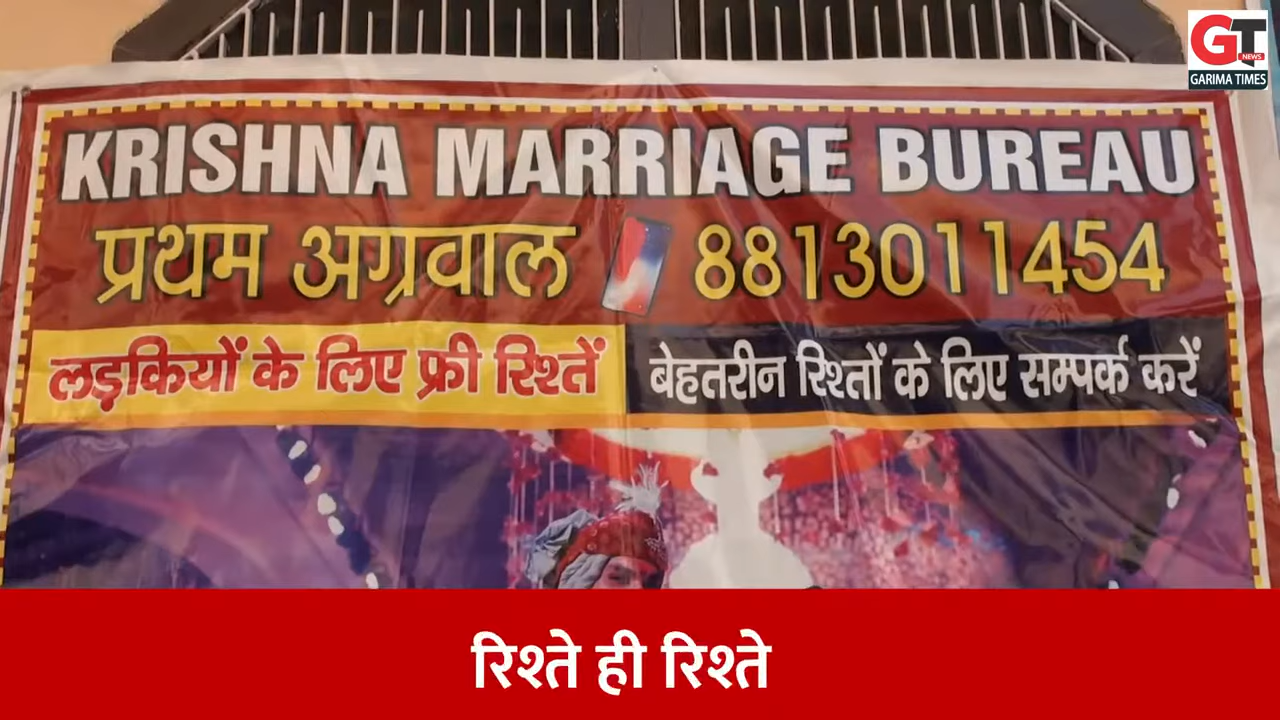 GT
NEWS
GARIMA TIMES
KRISHNA MARRIAGE BUREAU
प्रथम अग्रवाल 8813011454
लड़कियों के लिए फ्री रिश्तें बेहतरीन रिश्तों के लिए सम्पर्क करें
रिश्ते ही रिश्ते